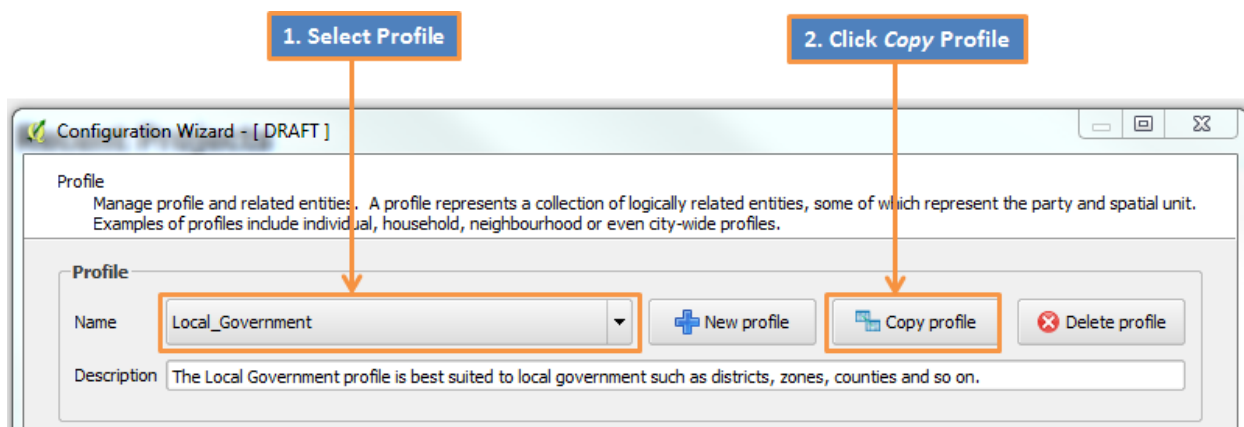 1. Select Profile
2. Click Copy Profile
Configuration Wizard - [ DRAFT ]
Profile
Manage profile and related entities. A profile represents a collection of logically related entities, some of which represent the party and spatial unit.
Examples of profiles include individual, household, neighbourhood or even city-wide profiles.
Profile
Name Local_Government New profile Copy profile Delete profile
Description The Local Government profile is best suited to local government such as districts, zones, counties and so on.